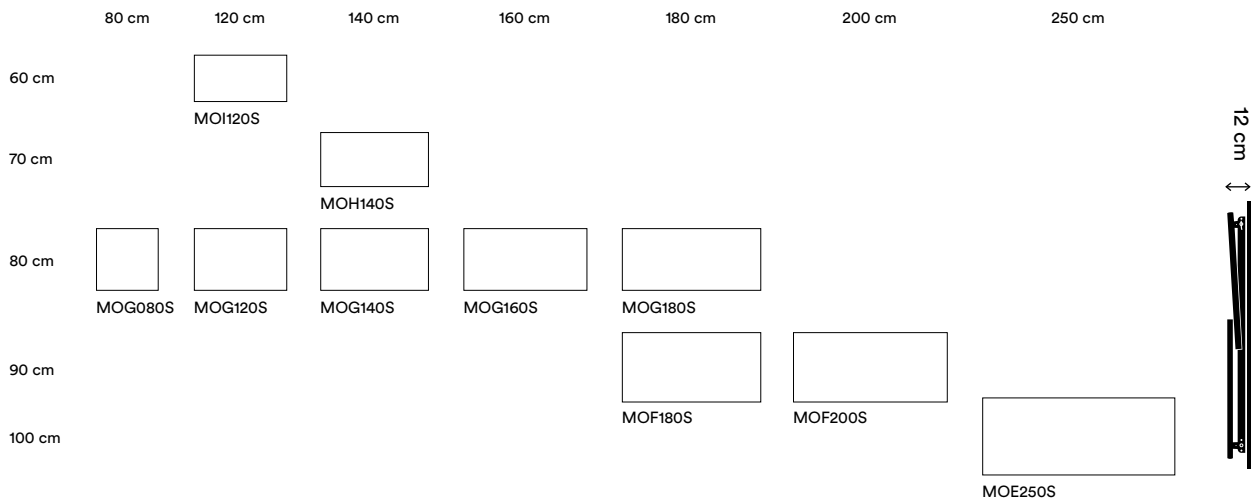 80 cm 120 cm 140 cm 160 cm 180 cm 200 cm 250 cm
60 cm
MOI120S
12 cm
70 cm
MOH140S
80 cm
MOG080S MOG120S MOG140S MOG160S MOG180S
90 cm
MOF180S MOF200S
100 cm
MOE250S